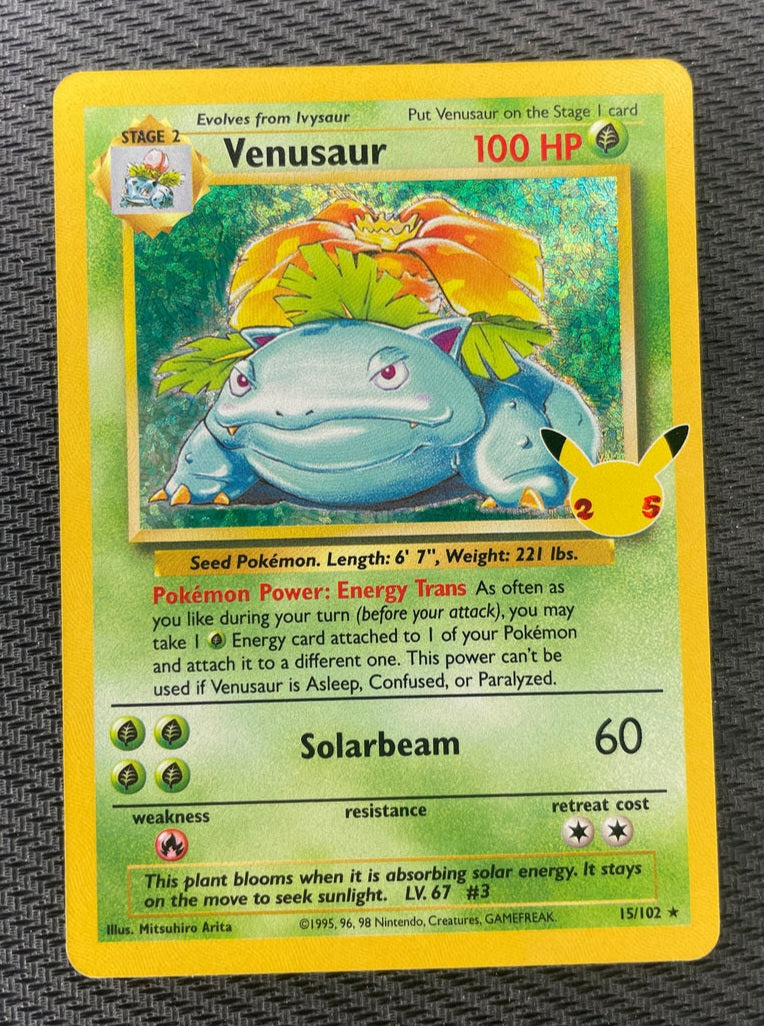 Evolves from Ivysaur
Put Venusaur on the Stage 1 card
STAGE 2
Venusaur
100 HP
25
Seed Pokémon. Length: 6' 7", Weight: 221 lbs.
Pokémon Power: Energy Trans As often as
you like during your turn (before your attack), you may
take 1 Energy card attached to 1 of your Pokémon
and attach it to a different one. This power can't be
used if Venusaur is Asleep, Confused, or Paralyzed.
Solarbeam
60
weakness
resistance
retreat cost
This plant blooms when it is absorbing solar energy. It stays
on the move to seek sunlight. LV. 67 #3
Illus. Mitsuhiro Arita
©1995, 96, 98 Nintendo, Creatures, GAMEFREAK.
15/102 ★